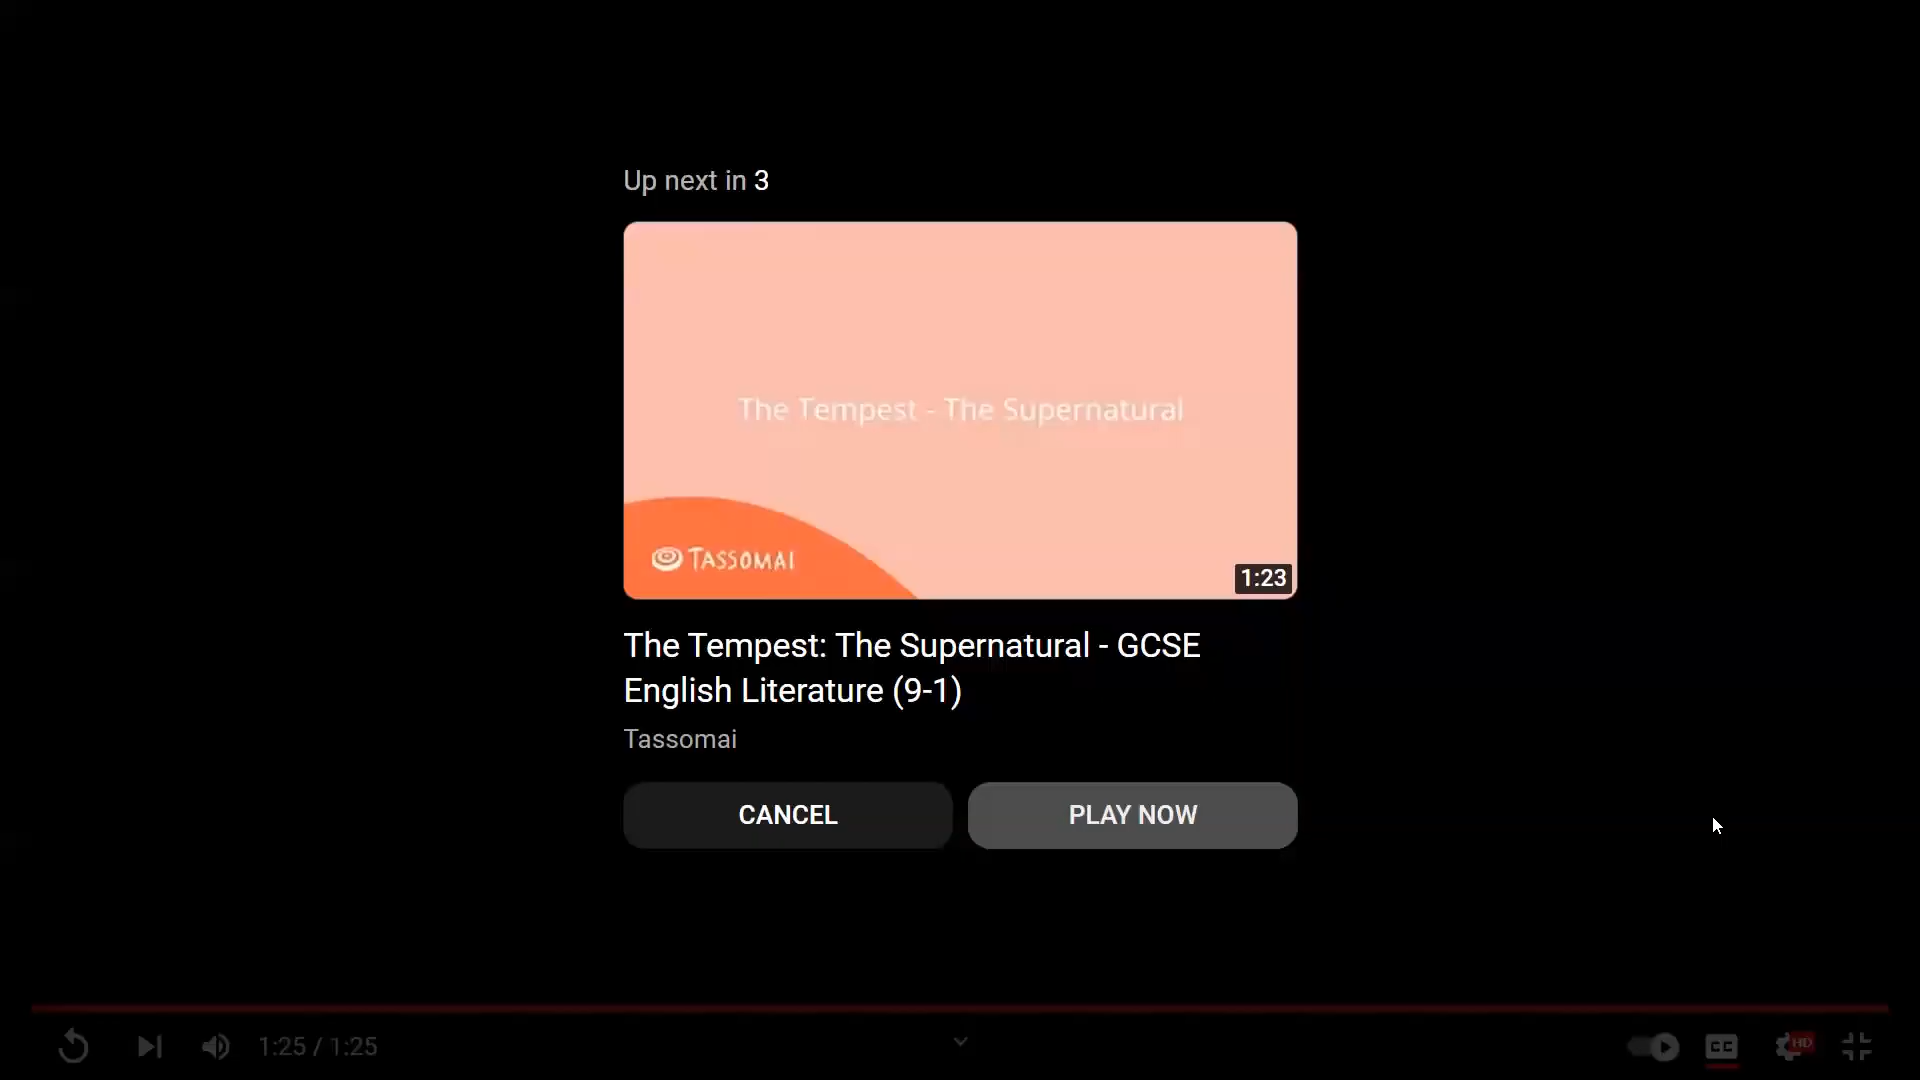 Up next in 3
The Tempest - The Supernatural
TASSOMAI
1:23
The Tempest: The Supernatural - GCSE
English Literature (9-1)
Tassomai
CANCEL
PLAY NOW
1:25 / 1:25
CC
HD